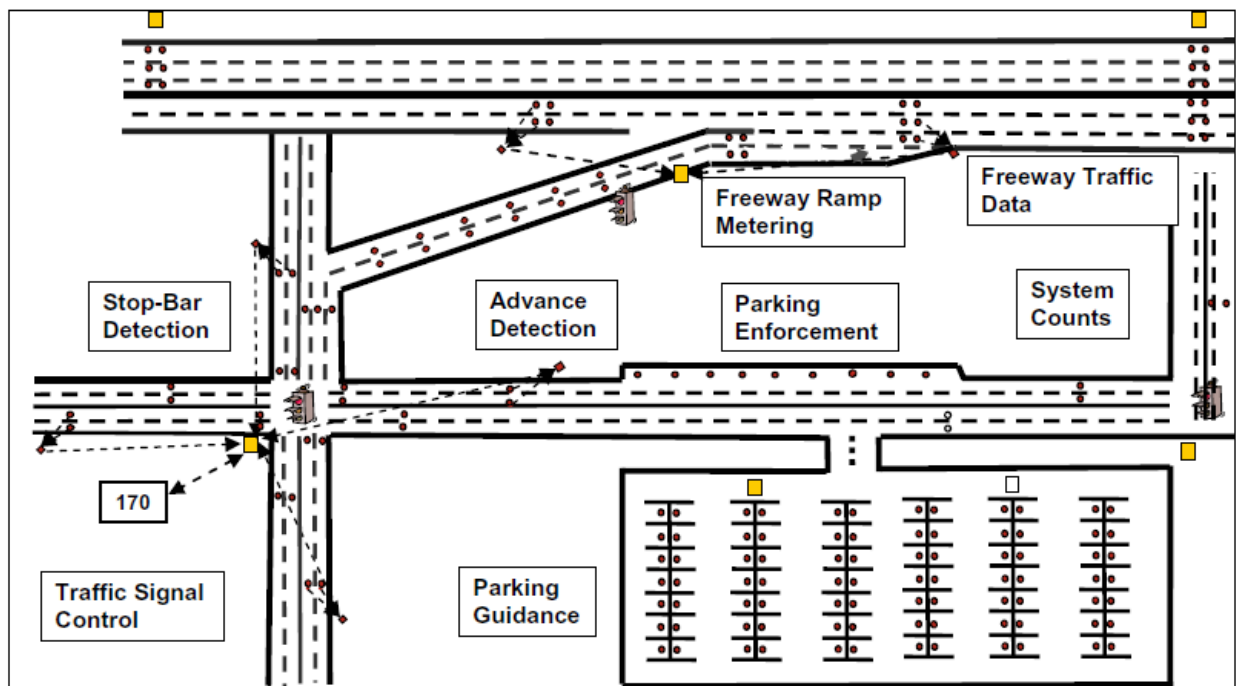 Freeway Ramp
Metering
Freeway Traffic
Data
Stop-Bar
Detection
Advance
Detection
Parking
Enforcement
System
Counts
170
Traffic Signal
Control
Parking
Guidance